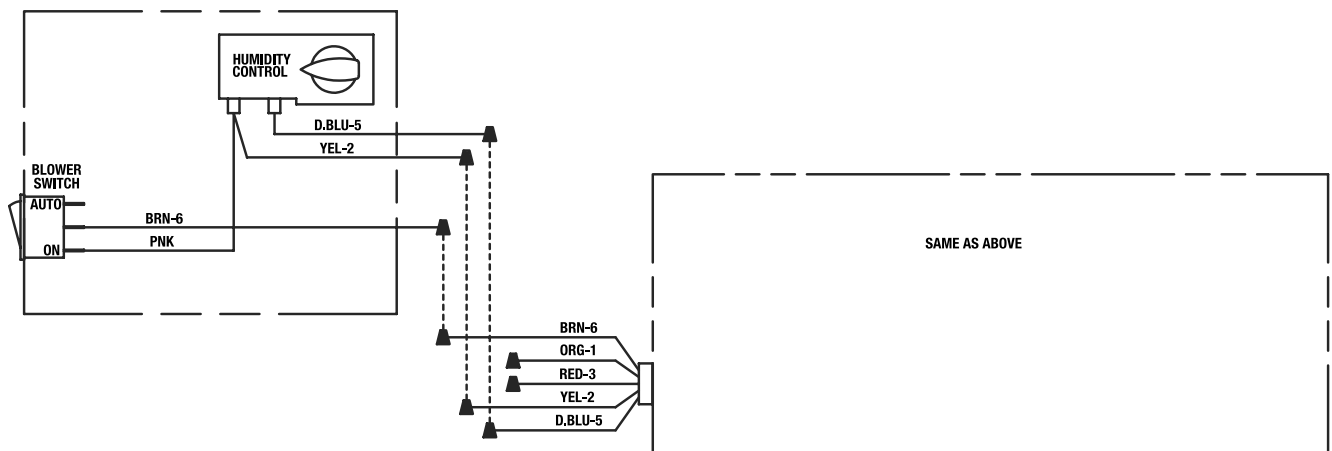 HUMIDITY
CONTROL
D.BLU-5
YEL-2
BLOWER
SWITCH
AUTO
BRN-6
ON
PNK
SAME AS ABOVE
BRN-6
ORG-1
RED-3
YEL-2
D.BLU-5